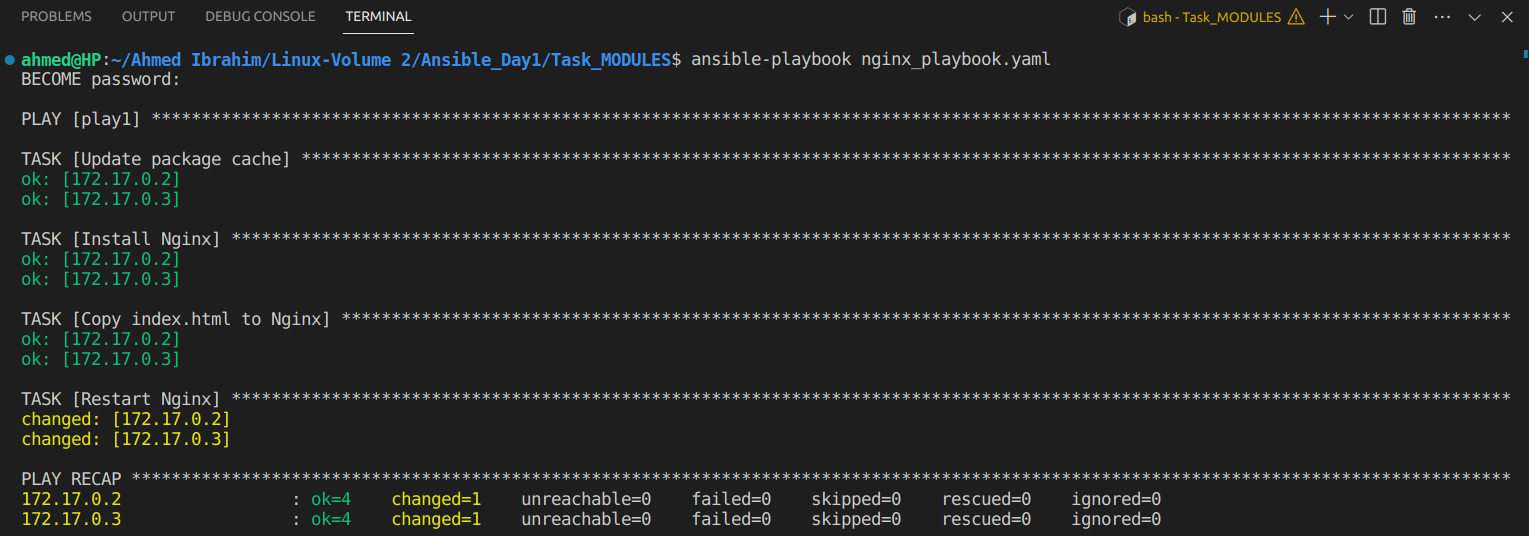 PROBLEMS OUTPUT DEBUG CONSOLE TERMINAL bash - Task_MODULES
ahmed@HP:~/Ahmed Ibrahim/Linux-Volume 2/Ansible_Day1/Task_MODULES$ ansible-playbook nginx_playbook.yaml
BECOME password:
PLAY [play1] ****************************************************************************************************************************************
TASK [Update package cache] *************************************************************************************************************************
ok: [172.17.0.2]
ok: [172.17.0.3]
TASK [Install Nginx] ********************************************************************************************************************************
ok: [172.17.0.2]
ok: [172.17.0.3]
TASK [Copy index.html to Nginx] *********************************************************************************************************************
ok: [172.17.0.2]
ok: [172.17.0.3]
TASK [Restart Nginx] ********************************************************************************************************************************
changed: [172.17.0.2]
changed: [172.17.0.3]
PLAY RECAP ******************************************************************************************************************************************
172.17.0.2                 : ok=4    changed=1    unreachable=0    failed=0    skipped=0    rescued=0    ignored=0
172.17.0.3                 : ok=4    changed=1    unreachable=0    failed=0    skipped=0    rescued=0    ignored=0